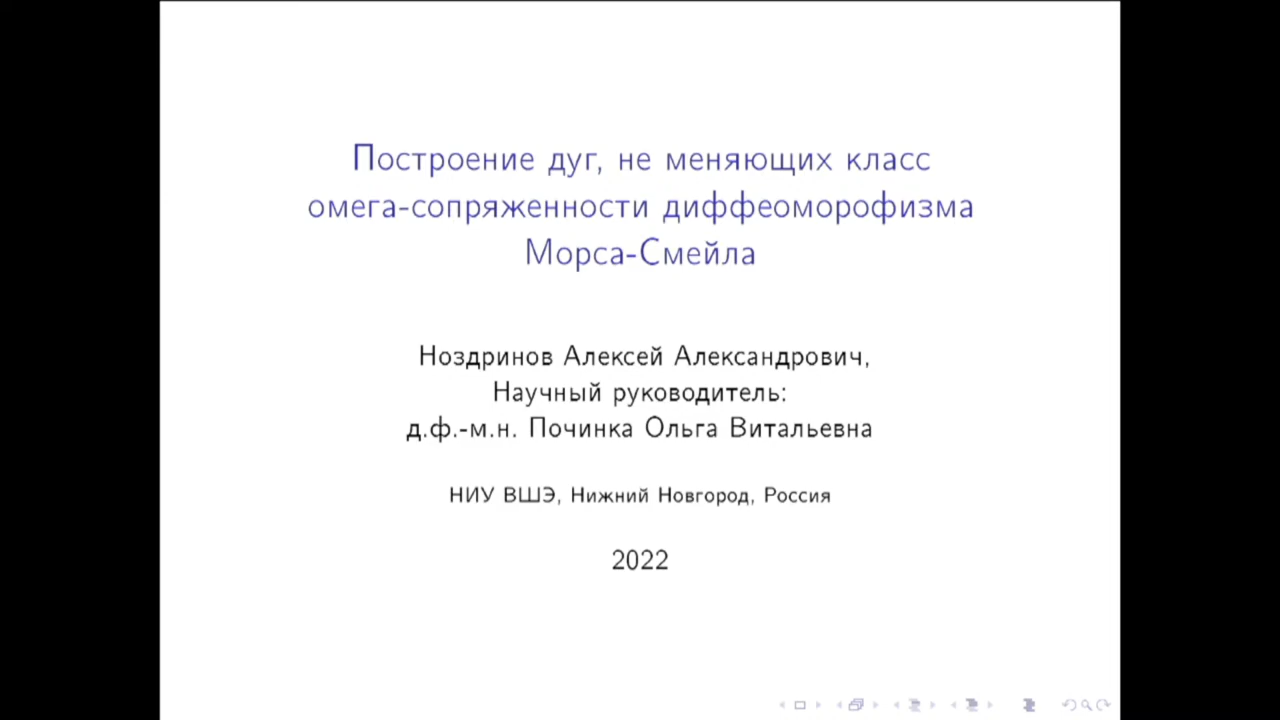 Построение дуг, не меняющих класс
омега-сопряженности диффеоморофизма
Морса-Смейла
Ноздринов Алексей Александрович,
Научный руководитель:
д.ф.-м.н. Починка Ольга Витальевна
НИУ ВШЭ, Нижний Новгород, Россия
2022